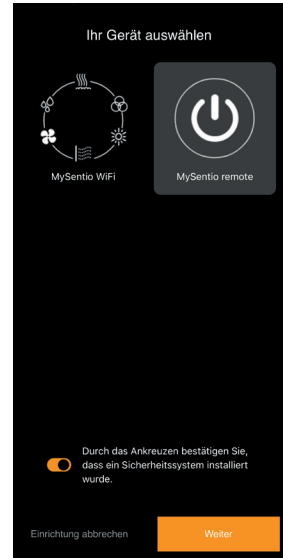 Ihr Gerät auswählen
MySentio WiFi
MySentio remote
Durch das Ankreuzen bestätigen Sie,
dass ein Sicherheitssystem installiert
wurde.
Einrichtung abbrechen
Weiter